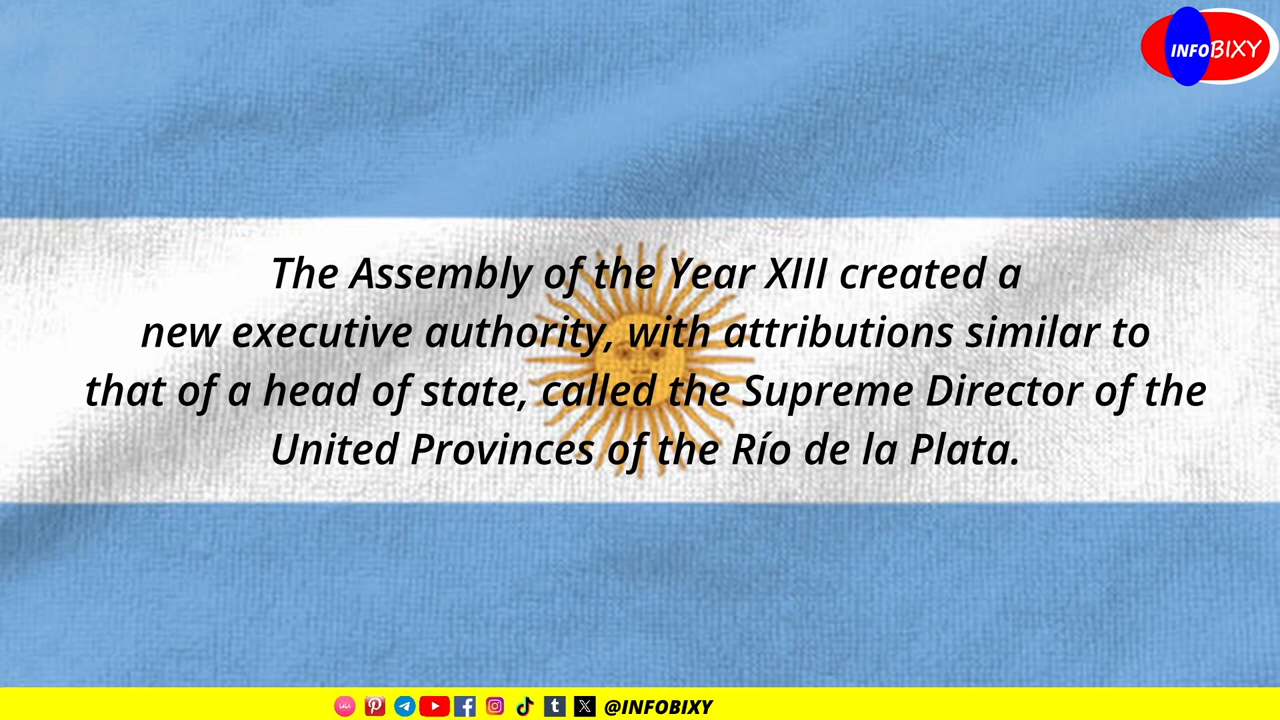 INFOBIXY
The Assembly of the Year XIII created a
new executive authority, with attributions similar to
that of a head of state, called the Supreme Director of the
United Provinces of the Río de la Plata.
@INFOBIXY